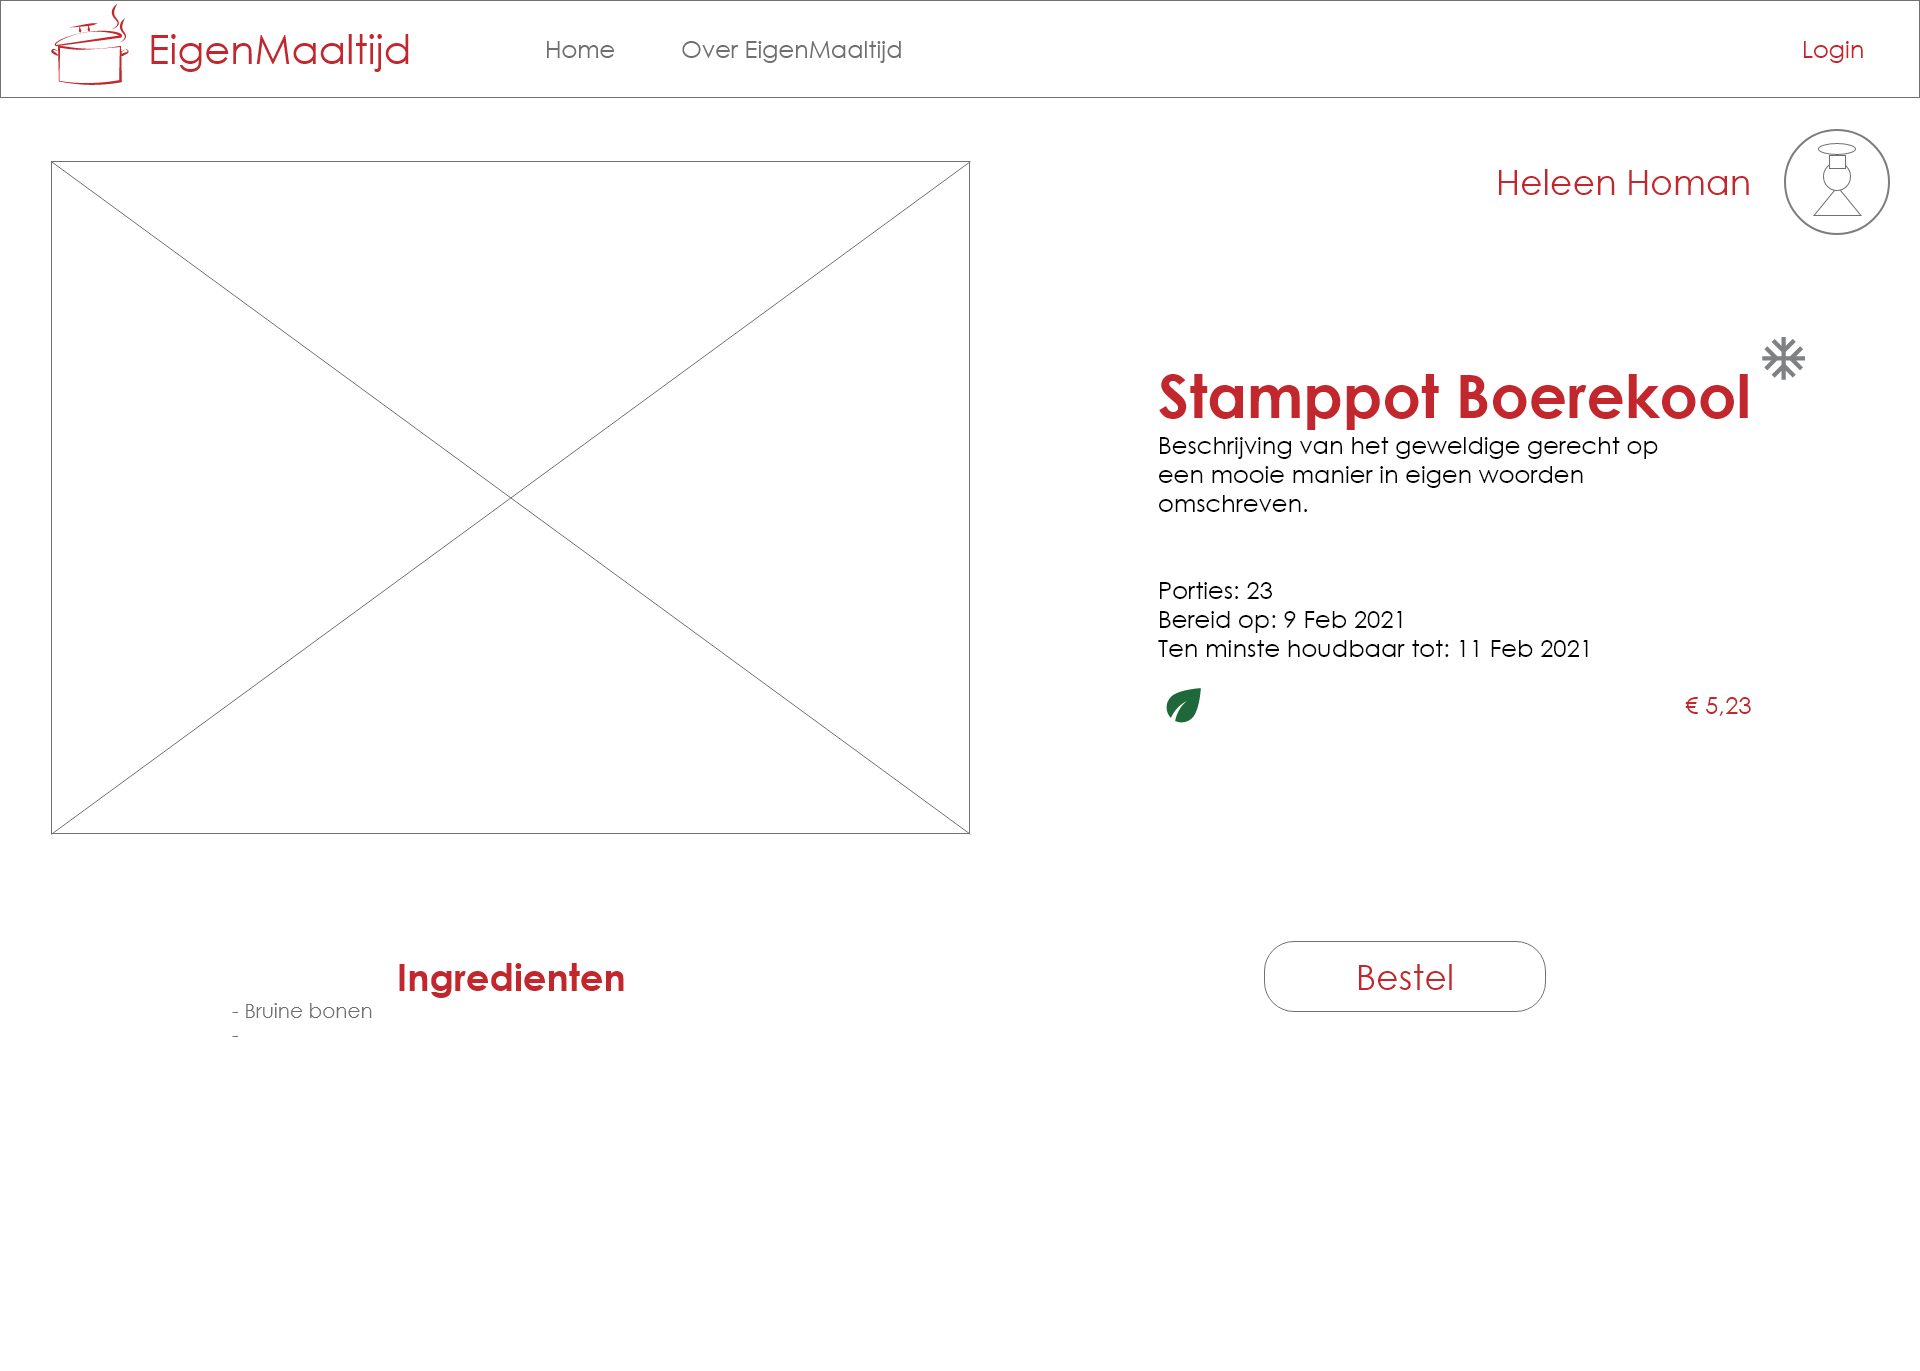 EigenMaaltijd
Home
Over EigenMaaltijd
Login
Heleen Homan
Stamppot Boerekool
Beschrijving van het geweldige gerecht op
een mooie manier in eigen woorden
omschreven.
Porties: 23
Bereid op: 9 Feb 2021
Ten minste houdbaar tot: 11 Feb 2021
€ 5,23
Ingredienten
- Bruine bonen
-
Bestel